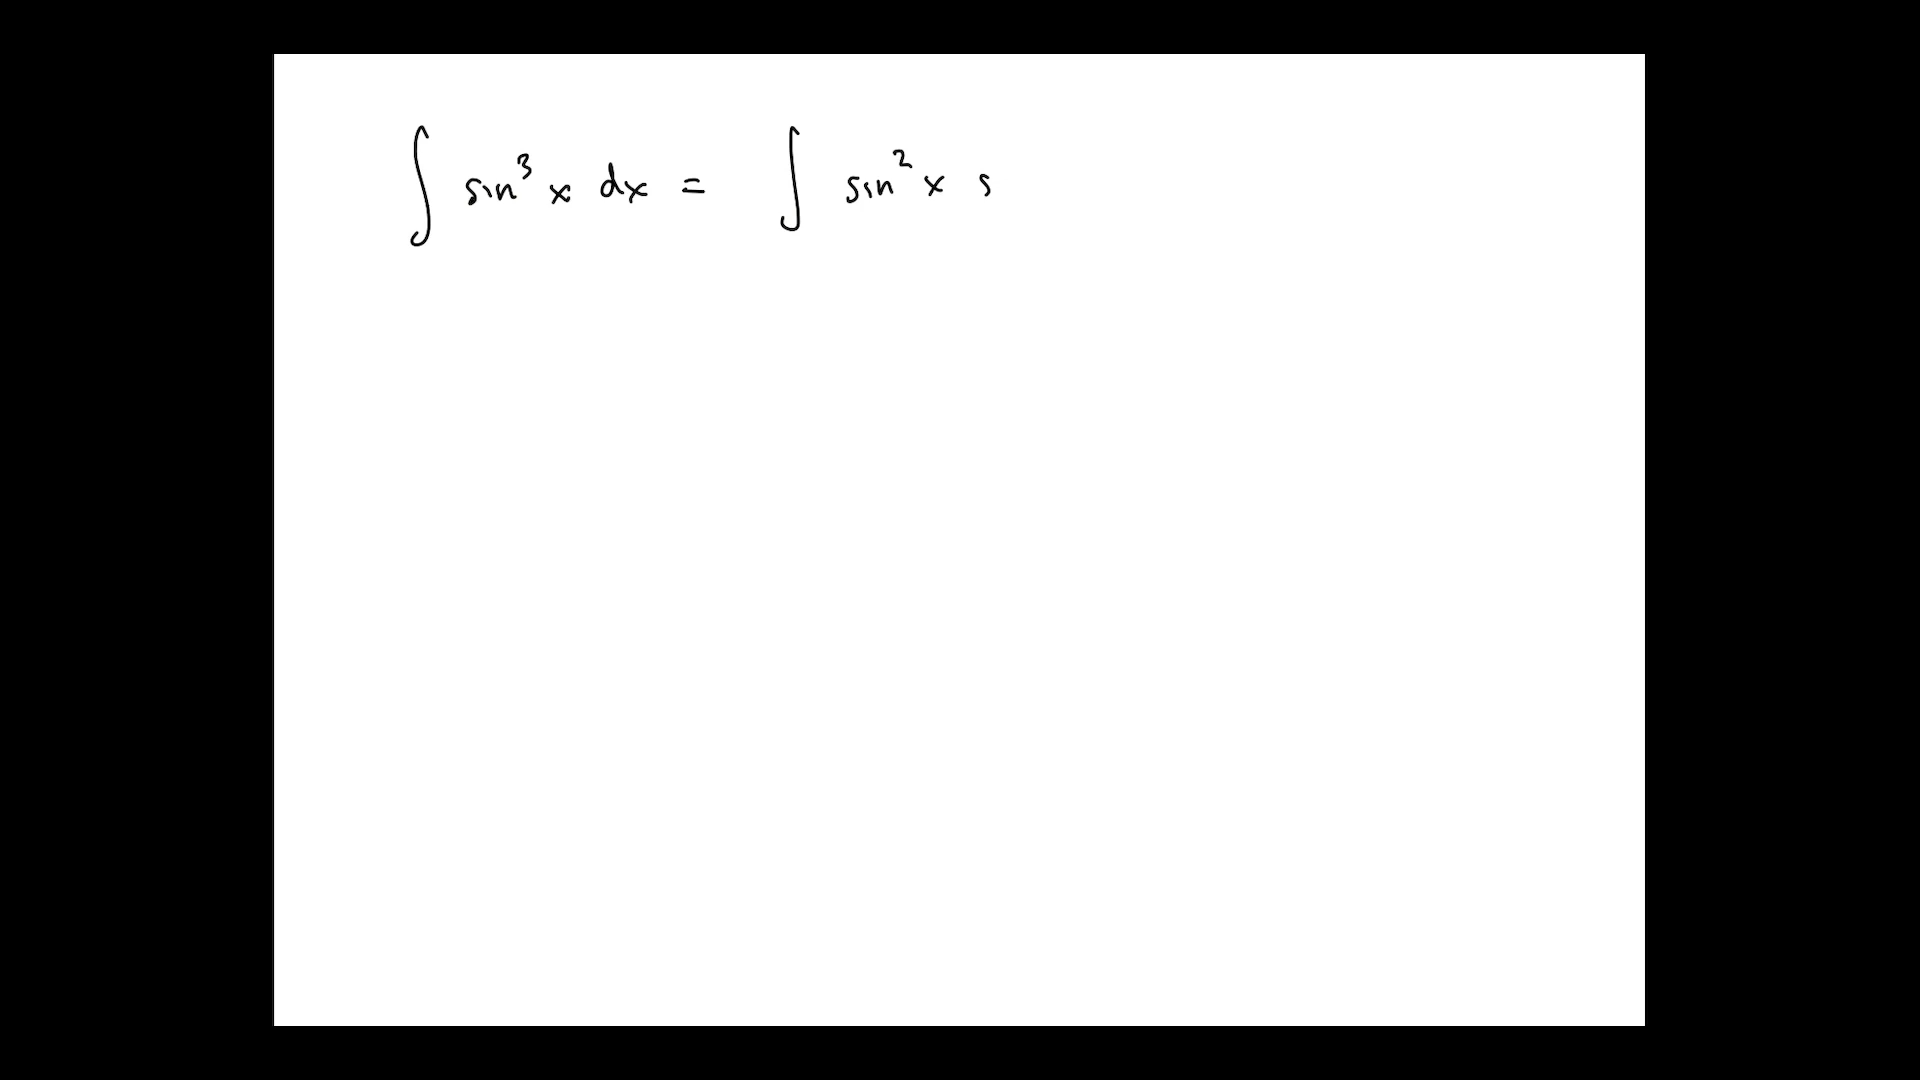 ∫ sin³ x dx = ∫ sin² x s